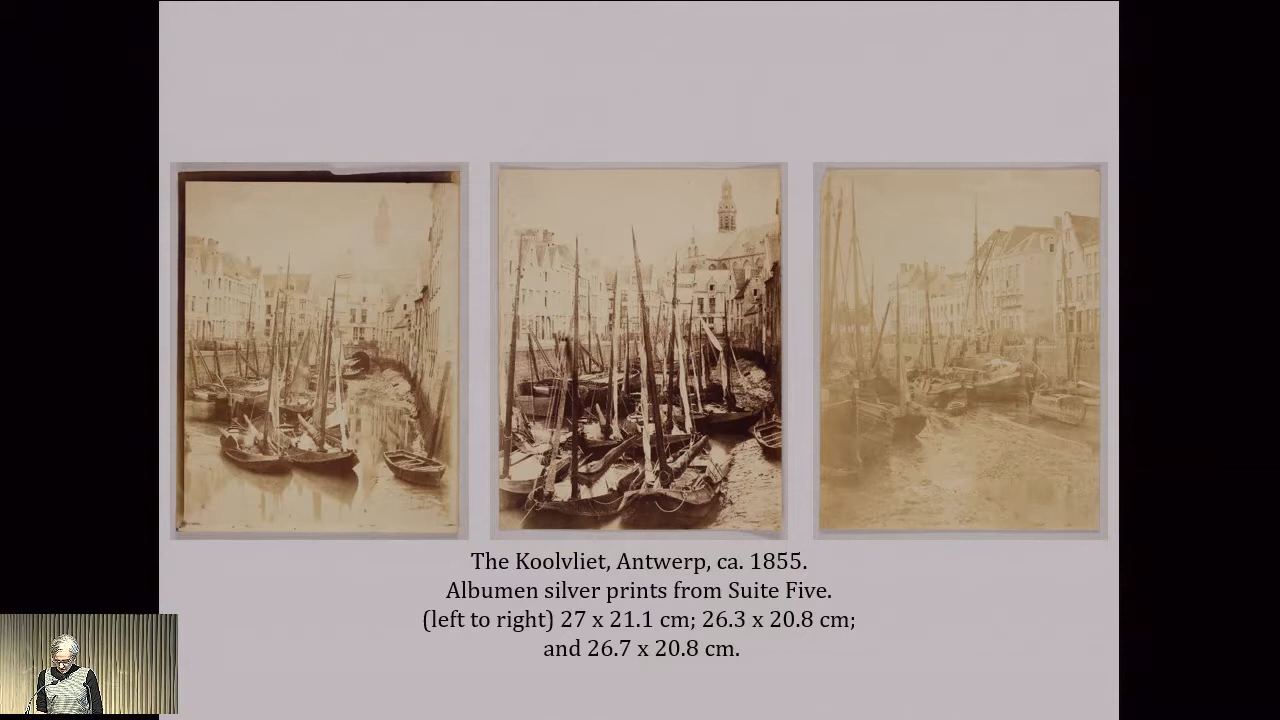 The Koolvliet, Antwerp, ca. 1855.
Albumen silver prints from Suite Five.
(left to right) 27 x 21.1 cm; 26.3 x 20.8 cm;
and 26.7 x 20.8 cm.